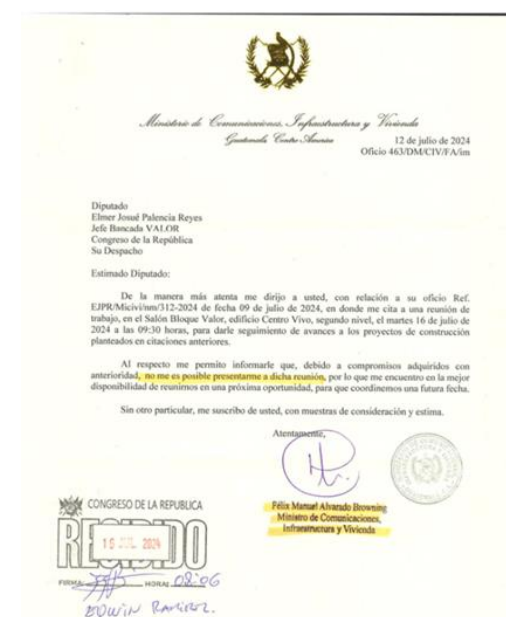 Ministerio de Comunicaciones, Infraestructura y Vivienda
Guatemala, Centro América
12 de julio de 2024
Oficio 463/DM/CIV/FA/im
Diputado
Elmer Josué Palencia Reyes
Jefe Bancada VALOR
Congreso de la República
Su Despacho
Estimado Diputado:
De la manera más atenta me dirijo a usted, con relación a su oficio Ref.
EJPR/Micivi/nm/312-2024 de fecha 09 de julio de 2024, en donde me cita a una reunión de
trabajo, en el Salón Bloque Valor, edificio Centro Vivo, segundo nivel, el martes 16 de julio de
2024 a las 09:30 horas, para darle seguimiento de avances a los proyectos de construcción
planteados en citaciones anteriores.
Al respecto me permito informarle que, debido a compromisos adquiridos con
anterioridad, no me es posible presentarme a dicha reunión, por lo que me encuentro en la mejor
disponibilidad de reunirnos en una próxima oportunidad, para que coordinemos una futura fecha.
Sin otro particular, me suscribo de usted, con muestras de consideración y estima.
Atentamente,
Félix Manuel Alvarado Browning
Ministro de Comunicaciones,
Infraestructura y Vivienda
CONGRESO DE LA REPUBLICA
RECIBIDO
JUL. 2024
FIRMA: HORA: 08:06
EDWIN RAMIREZ.